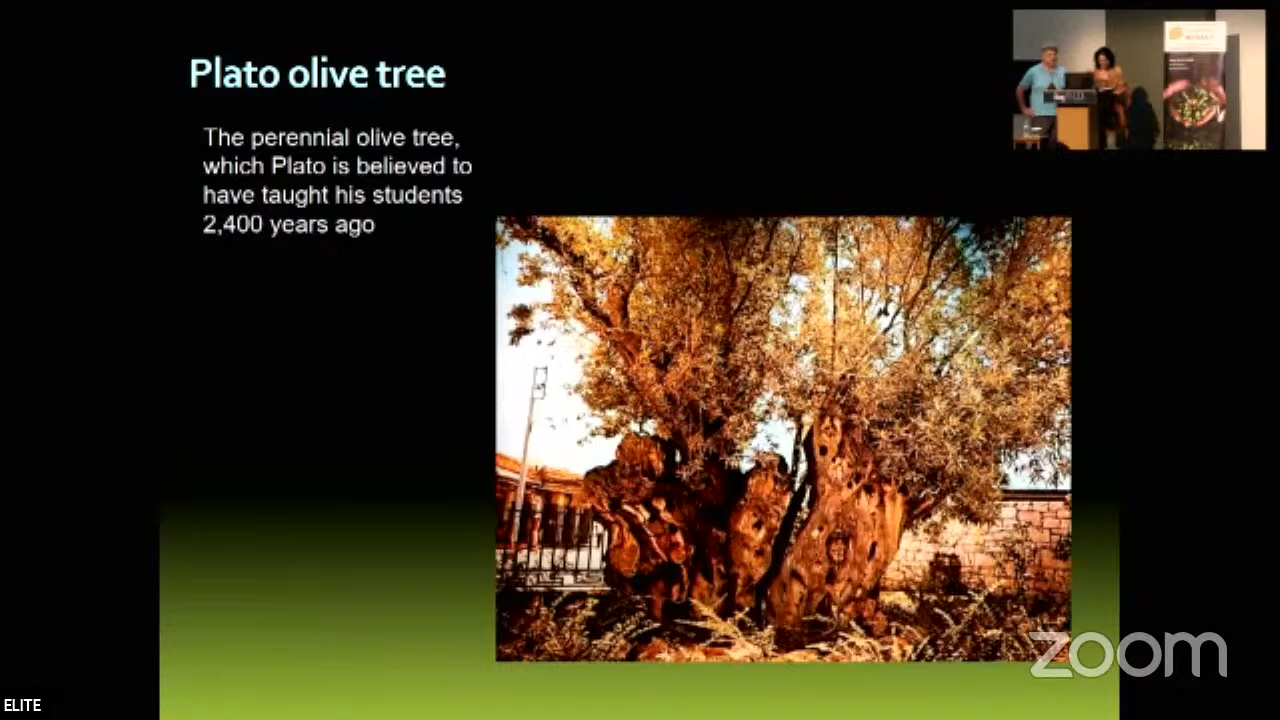 Plato olive tree
The perennial olive tree,
which Plato is believed to
have taught his students
2,400 years ago
zoom
ELITE